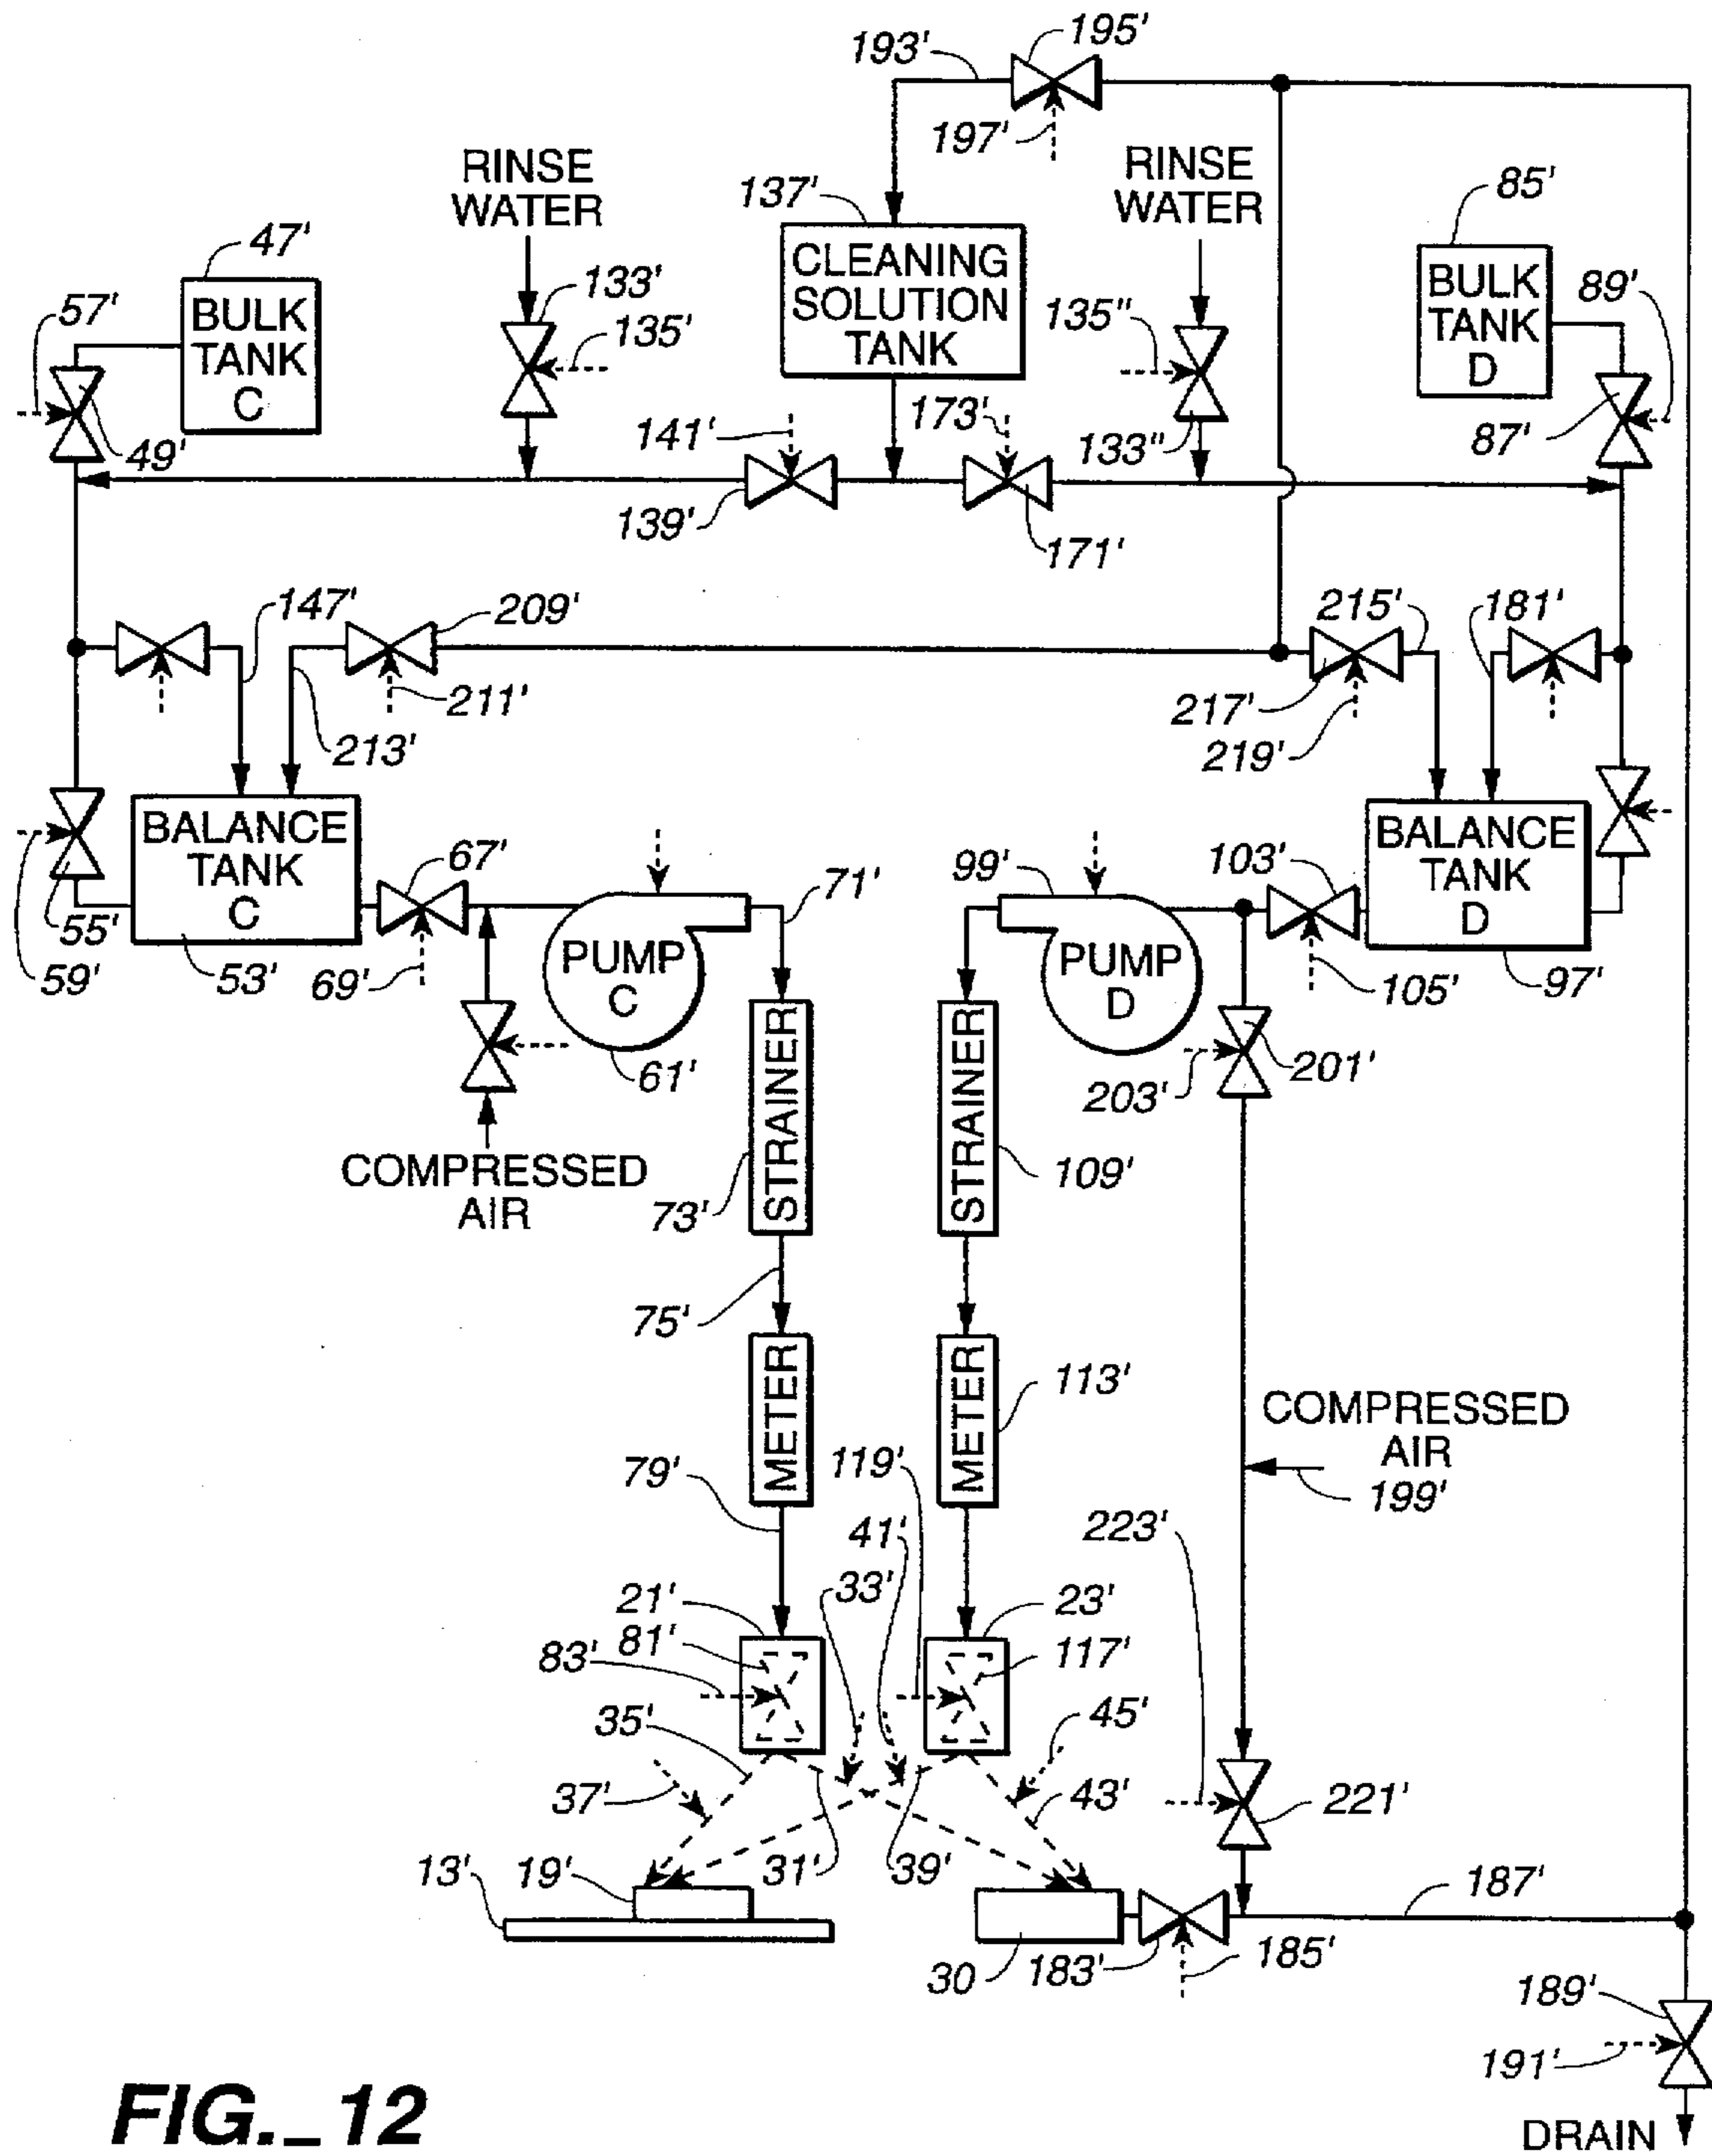 193'
195'
197'
RINSE
WATER
137'
RINSE
WATER
85'
47'
133'
CLEANING
SOLUTION
TANK
BULK
TANK
D
89'
57'
BULK
TANK
C
135'
135"
49'
141'
173'
133"
87'
139'
171'
147'
209'
215'
181'
211'
217'
213'
219'
BALANCE
TANK
C
67'
71'
99'
103'
BALANCE
TANK
D
55'
PUMP
C
PUMP
D
59'
53'
69'
105'
97'
61'
STRAINER
STRAINER
203'
201'
COMPRESSED
AIR
73'
109'
75'
METER
METER
113'
COMPRESSED
AIR
79'
119'
199'
41'
223'
21'
33'
23'
81'
83'
117'
35'
45'
37'
43'
221'
13'
19'
31'
39'
187'
30
183'
185'
189'
191'
FIG._12
DRAIN